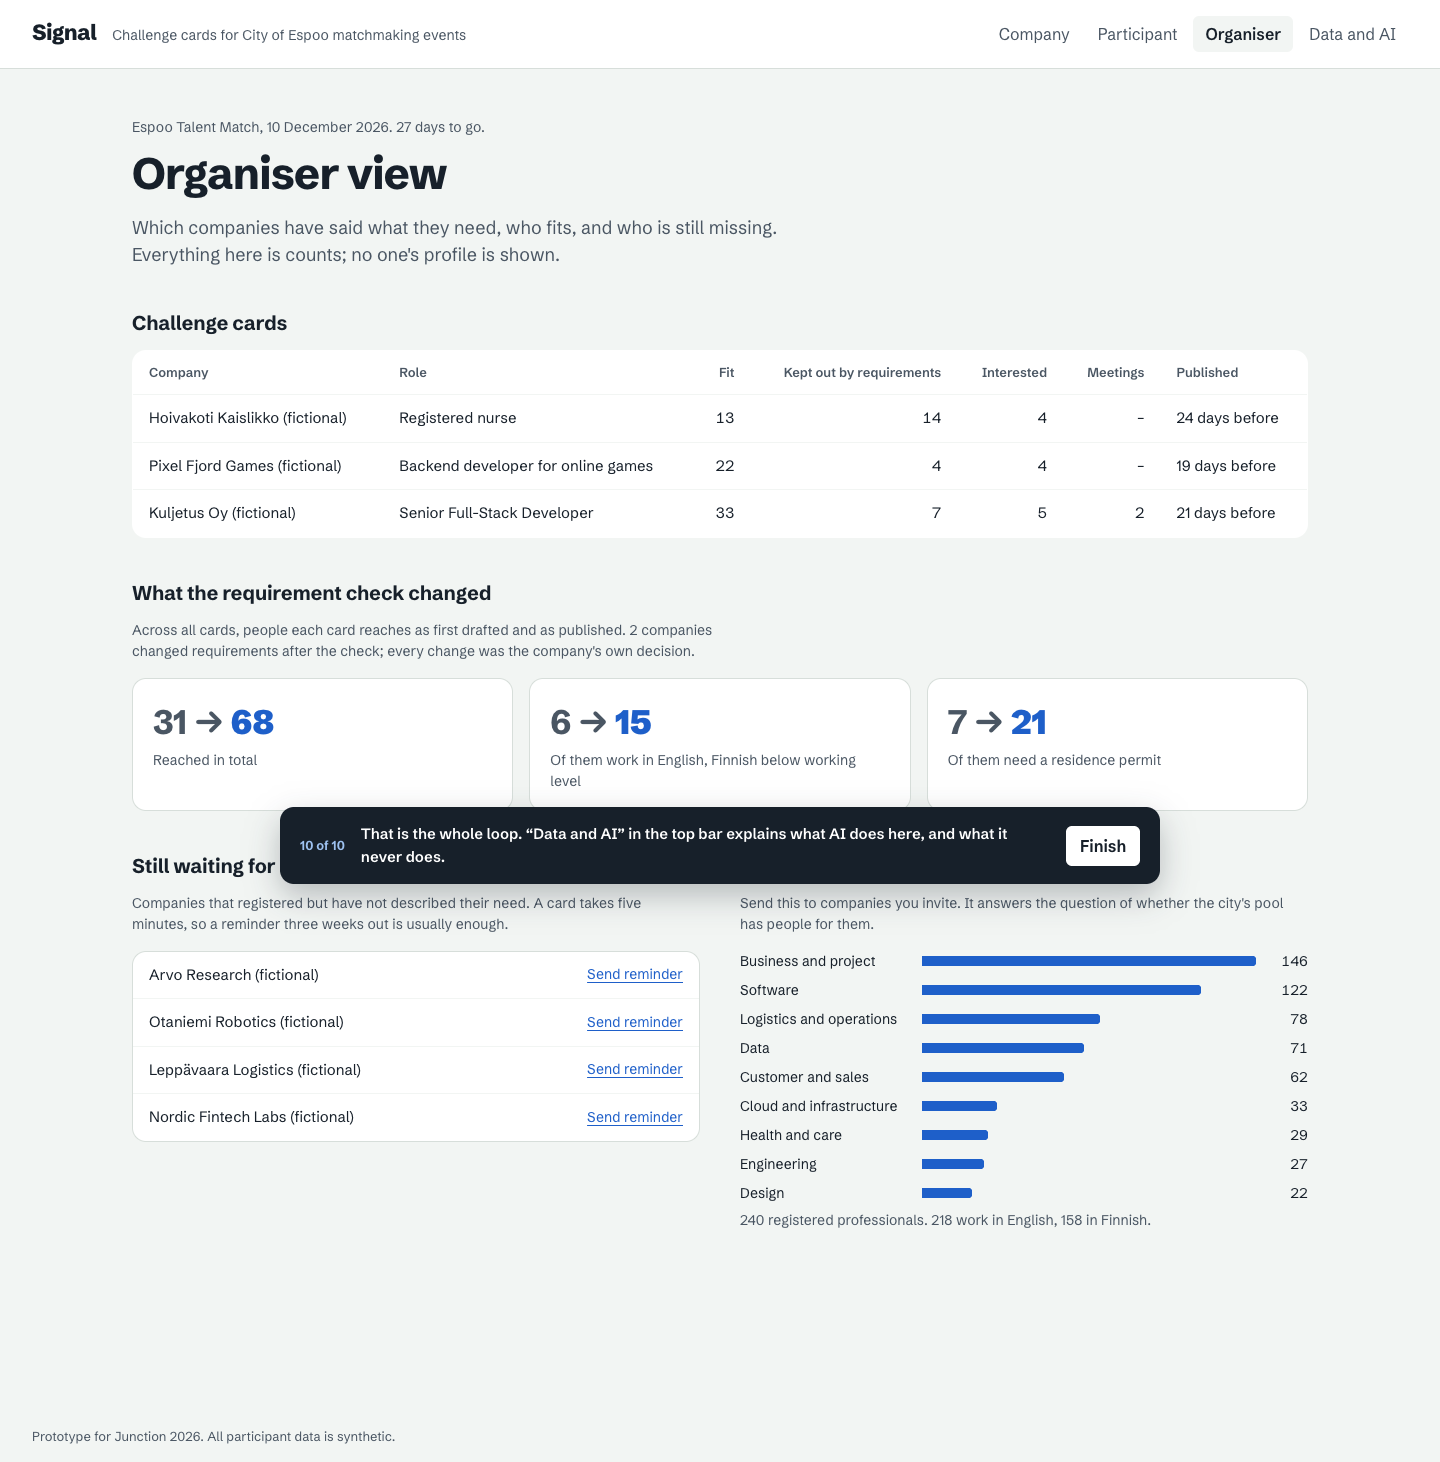 Signal Challenge cards for City of Espoo matchmaking events
Company Participant Organiser Data and AI
Espoo Talent Match, 10 December 2026. 27 days to go.
Organiser view
Which companies have said what they need, who fits, and who is still missing.
Everything here is counts; no one's profile is shown.
Challenge cards
Company Role Fit Kept out by requirements Interested Meetings Published
Hoivakoti Kaislikko (fictional) Registered nurse 13 14 4 – 24 days before
Pixel Fjord Games (fictional) Backend developer for online games 22 4 4 – 19 days before
Kuljetus Oy (fictional) Senior Full-Stack Developer 33 7 5 2 21 days before
What the requirement check changed
Across all cards, people each card reaches as first drafted and as published. 2 companies
changed requirements after the check; every change was the company's own decision.
31 → 68
Reached in total
6 → 15
Of them work in English, Finnish below working
level
7 → 21
Of them need a residence permit
10 of 10
That is the whole loop. “Data and AI” in the top bar explains what AI does here, and what it
never does.
Finish
Still waiting for
Companies that registered but have not described their need. A card takes five
minutes, so a reminder three weeks out is usually enough.
Arvo Research (fictional) Send reminder
Otaniemi Robotics (fictional) Send reminder
Leppävaara Logistics (fictional) Send reminder
Nordic Fintech Labs (fictional) Send reminder
Send this to companies you invite. It answers the question of whether the city's pool
has people for them.
Business and project 146
Software 122
Logistics and operations 78
Data 71
Customer and sales 62
Cloud and infrastructure 33
Health and care 29
Engineering 27
Design 22
240 registered professionals. 218 work in English, 158 in Finnish.
Prototype for Junction 2026. All participant data is synthetic.